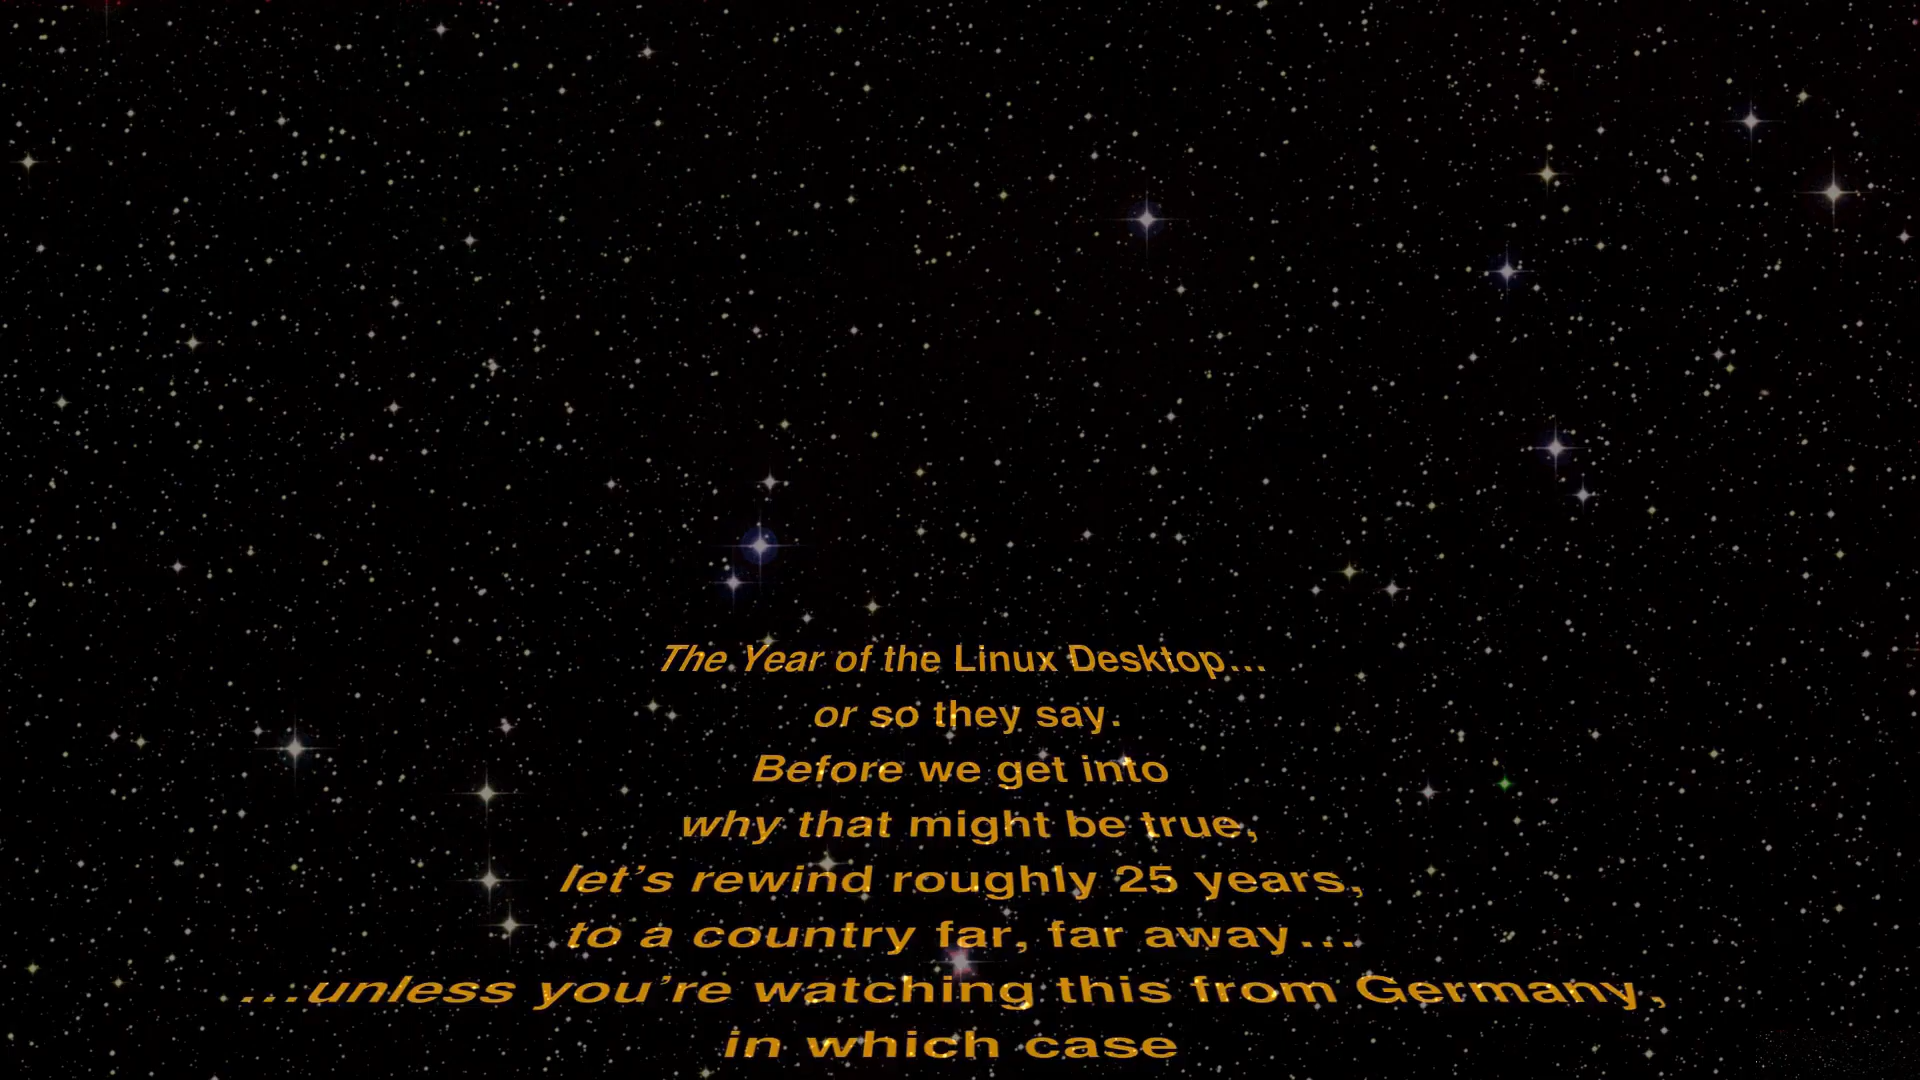 The Year of the Linux Desktop...
or so they say.
Before we get into
why that might be true,
let’s rewind roughly 25 years,
to a country far, far away...
...unless you’re watching this from Germany,
in which case